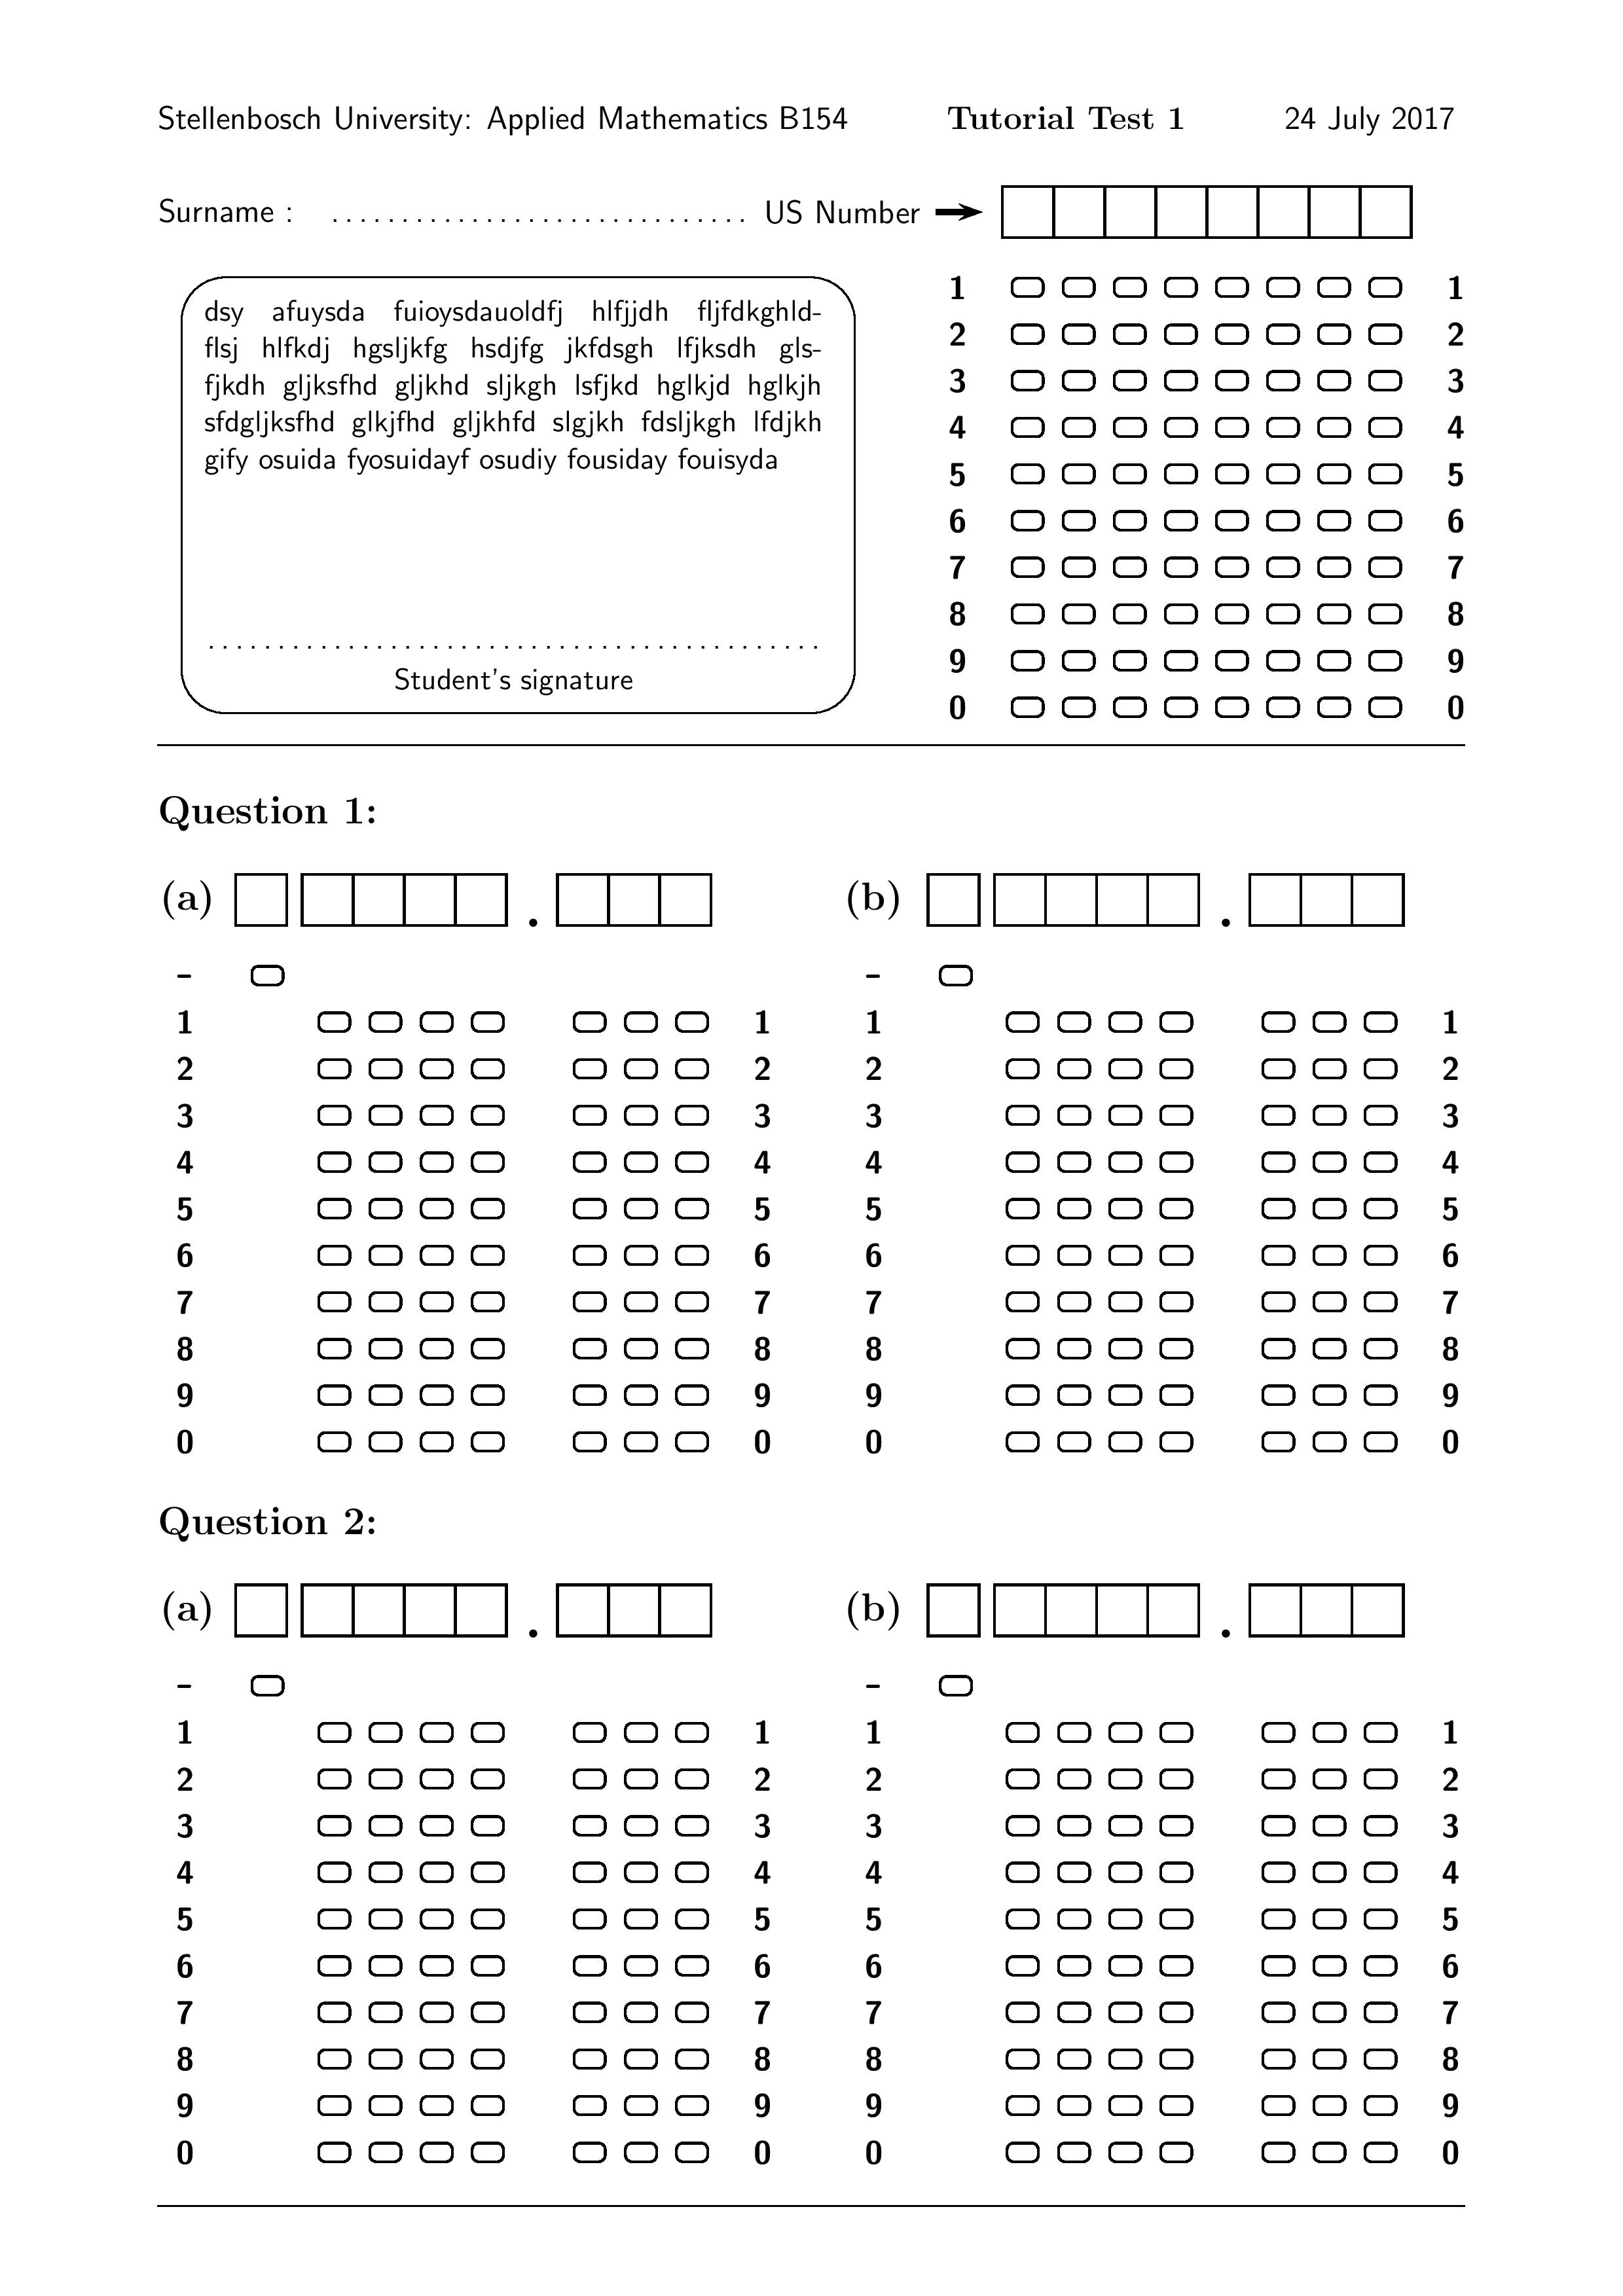 Stellenbosch University: Applied Mathematics B154 Tutorial Test 1 24 July 2017
Surname : .............................. US Number
dsy afuysda fuioysdauoldfj hlfjjdh fljfdkghld-
flsj hlfkdj hgsljkfg hsdjfg jkfdsgh lfjksdh gls-
fjkdh gljksfhd gljkhd sljkgh lsfjkd hglkjd hglkjh
sfdgljksfhd glkjfhd gljkhfd slgjkh fdsljkgh lfdjkh
gify osuida fyosuidayf osudiy fousiday fouisyda
Student's signature
1 1
2 2
3 3
4 4
5 5
6 6
7 7
8 8
9 9
0 0
Question 1:
(a) . (b) .
- -
1 1 1 1
2 2 2 2
3 3 3 3
4 4 4 4
5 5 5 5
6 6 6 6
7 7 7 7
8 8 8 8
9 9 9 9
0 0 0 0
Question 2:
(a) . (b) .
- -
1 1 1 1
2 2 2 2
3 3 3 3
4 4 4 4
5 5 5 5
6 6 6 6
7 7 7 7
8 8 8 8
9 9 9 9
0 0 0 0